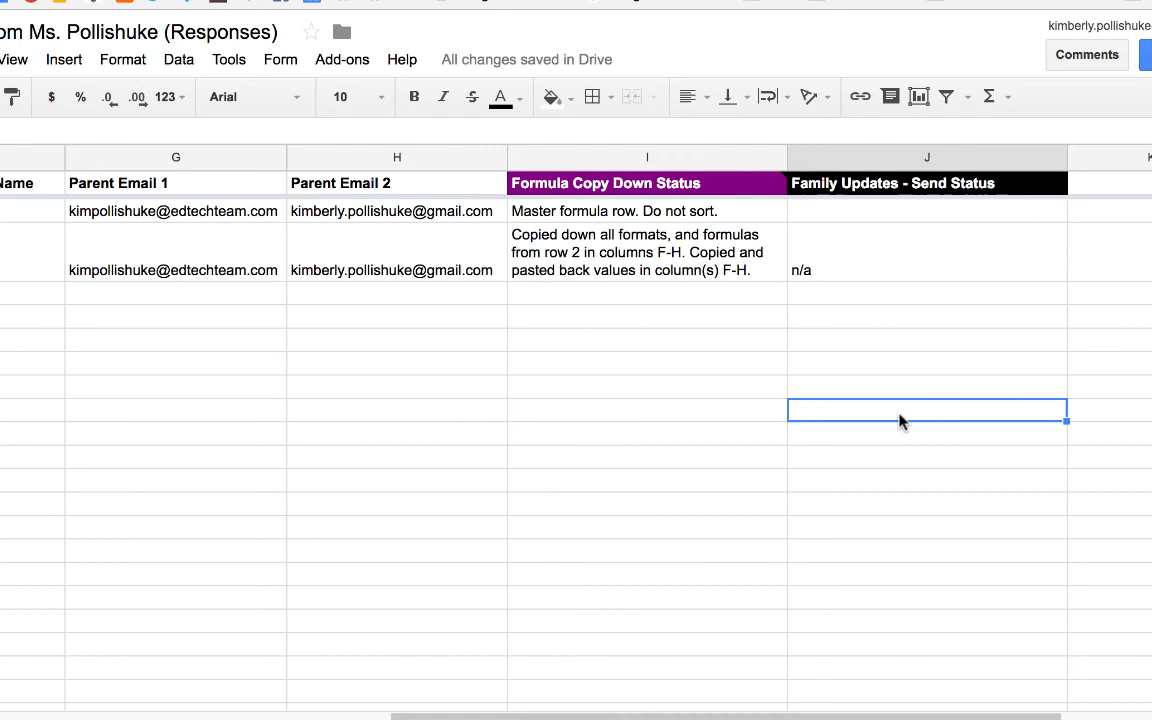 om Ms. Pollishuke (Responses)
kimberly.pollishuke
View Insert Format Data Tools Form Add-ons Help All changes saved in Drive
Comments
$ % .0 .00 123 Arial 10 B I S A Σ
G H I J K
Name Parent Email 1 Parent Email 2 Formula Copy Down Status Family Updates - Send Status
kimpollishuke@edtechteam.com kimberly.pollishuke@gmail.com Master formula row. Do not sort.
Copied down all formats, and formulas
from row 2 in columns F-H. Copied and
kimpollishuke@edtechteam.com kimberly.pollishuke@gmail.com pasted back values in column(s) F-H. n/a